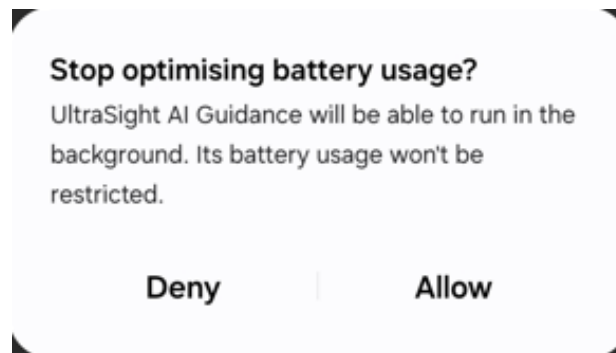 Stop optimising battery usage?
UltraSight AI Guidance will be able to run in the
background. Its battery usage won't be
restricted.
Deny
Allow